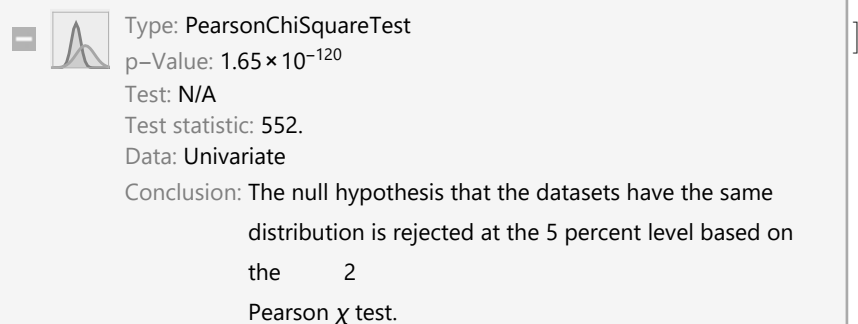 Type: PearsonChiSquareTest
p–Value: 1.65×10⁻¹²⁰
Test: N/A
Test statistic: 552.
Data: Univariate
Conclusion: The null hypothesis that the datasets have the same
distribution is rejected at the 5 percent level based on
the 2
Pearson χ test.
]